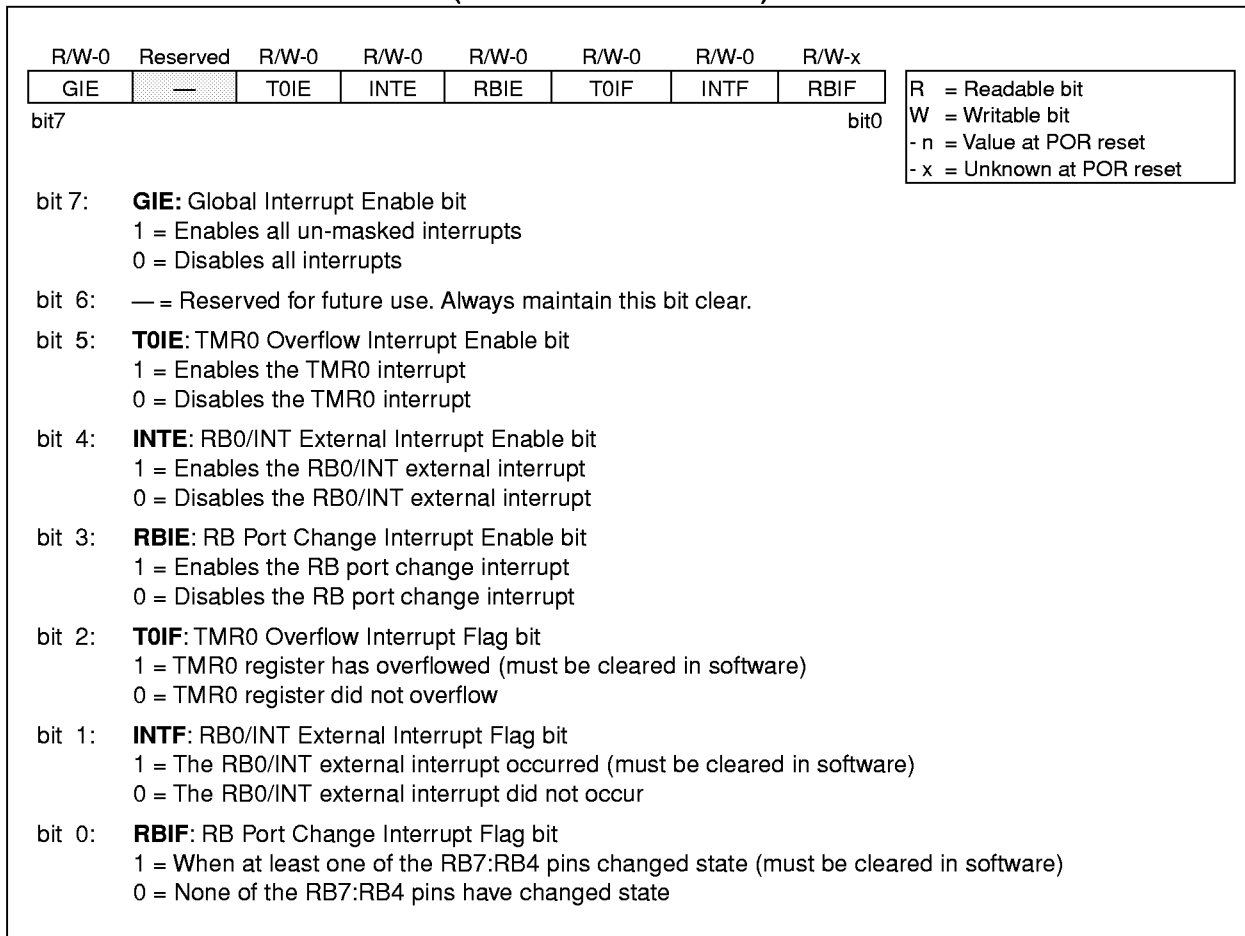 R/W-0 Reserved R/W-0 R/W-0 R/W-0 R/W-0 R/W-0 R/W-x
GIE — T0IE INTE RBIE T0IF INTF RBIF
bit7 bit0
R = Readable bit
W = Writable bit
- n = Value at POR reset
- x = Unknown at POR reset
bit 7: GIE: Global Interrupt Enable bit
1 = Enables all un-masked interrupts
0 = Disables all interrupts
bit 6: — = Reserved for future use. Always maintain this bit clear.
bit 5: T0IE: TMR0 Overflow Interrupt Enable bit
1 = Enables the TMR0 interrupt
0 = Disables the TMR0 interrupt
bit 4: INTE: RB0/INT External Interrupt Enable bit
1 = Enables the RB0/INT external interrupt
0 = Disables the RB0/INT external interrupt
bit 3: RBIE: RB Port Change Interrupt Enable bit
1 = Enables the RB port change interrupt
0 = Disables the RB port change interrupt
bit 2: T0IF: TMR0 Overflow Interrupt Flag bit
1 = TMR0 register has overflowed (must be cleared in software)
0 = TMR0 register did not overflow
bit 1: INTF: RB0/INT External Interrupt Flag bit
1 = The RB0/INT external interrupt occurred (must be cleared in software)
0 = The RB0/INT external interrupt did not occur
bit 0: RBIF: RB Port Change Interrupt Flag bit
1 = When at least one of the RB7:RB4 pins changed state (must be cleared in software)
0 = None of the RB7:RB4 pins have changed state